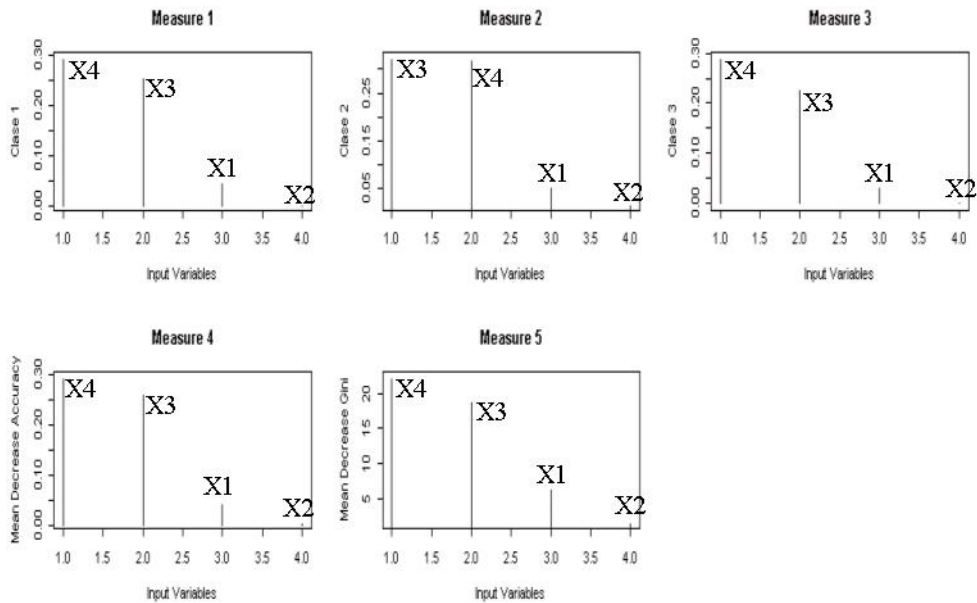 Measure 1
Clase 1
0.00 0.10 0.20 0.30
X4
X3
X1
X2
1.0 1.5 2.0 2.5 3.0 3.5 4.0
Input Variables
Measure 2
Clase 2
0.05 0.15 0.25
X3
X4
X1
X2
1.0 1.5 2.0 2.5 3.0 3.5 4.0
Input Variables
Measure 3
Clase 3
0.00 0.10 0.20 0.30
X4
X3
X1
X2
1.0 1.5 2.0 2.5 3.0 3.5 4.0
Input Variables
Measure 4
Mean Decrease Accuracy
0.00 0.10 0.20 0.30
X4
X3
X1
X2
1.0 1.5 2.0 2.5 3.0 3.5 4.0
Input Variables
Measure 5
Mean Decrease Gini
5 10 15 20
X4
X3
X1
X2
1.0 1.5 2.0 2.5 3.0 3.5 4.0
Input Variables